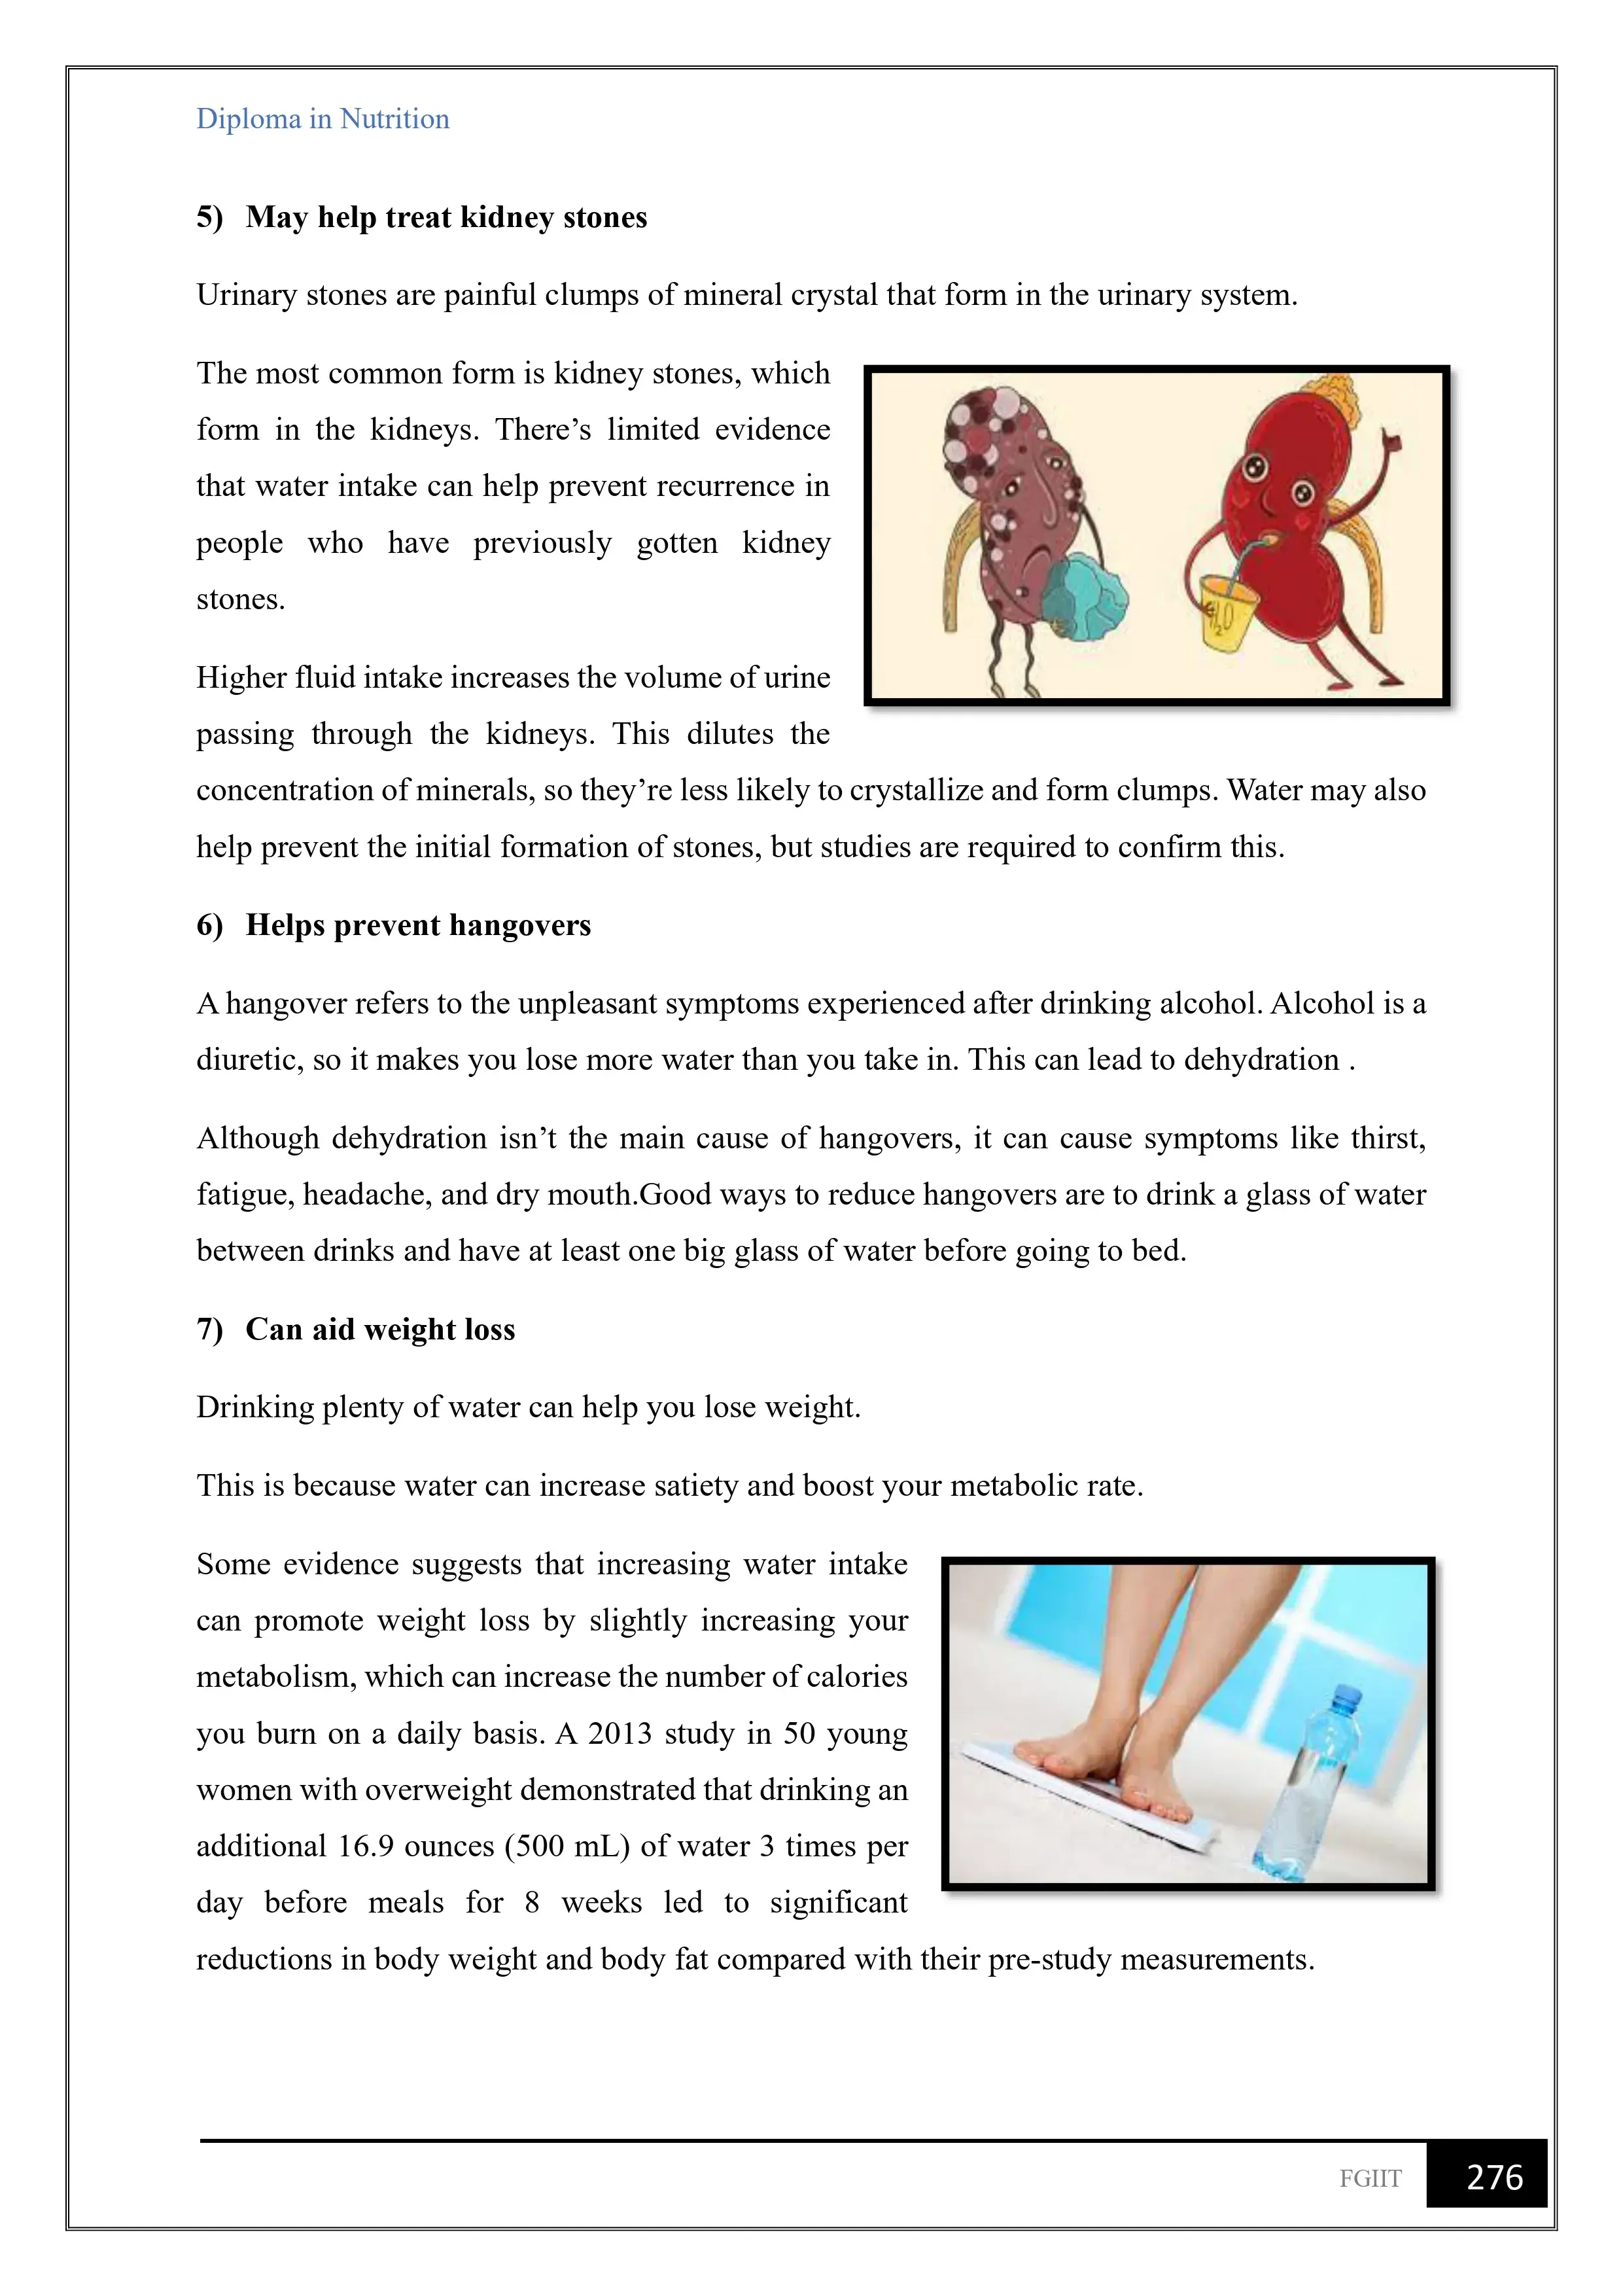 Diploma in Nutrition
5) May help treat kidney stones
Urinary stones are painful clumps of mineral crystal that form in the urinary system.
The most common form is kidney stones, which
form in the kidneys. There’s limited evidence
that water intake can help prevent recurrence in
people who have previously gotten kidney
stones.
H₂O
Higher fluid intake increases the volume of urine
passing through the kidneys. This dilutes the
concentration of minerals, so they’re less likely to crystallize and form clumps. Water may also
help prevent the initial formation of stones, but studies are required to confirm this.
6) Helps prevent hangovers
A hangover refers to the unpleasant symptoms experienced after drinking alcohol. Alcohol is a
diuretic, so it makes you lose more water than you take in. This can lead to dehydration .
Although dehydration isn’t the main cause of hangovers, it can cause symptoms like thirst,
fatigue, headache, and dry mouth.Good ways to reduce hangovers are to drink a glass of water
between drinks and have at least one big glass of water before going to bed.
7) Can aid weight loss
Drinking plenty of water can help you lose weight.
This is because water can increase satiety and boost your metabolic rate.
Some evidence suggests that increasing water intake
can promote weight loss by slightly increasing your
metabolism, which can increase the number of calories
you burn on a daily basis. A 2013 study in 50 young
women with overweight demonstrated that drinking an
additional 16.9 ounces (500 mL) of water 3 times per
day before meals for 8 weeks led to significant
reductions in body weight and body fat compared with their pre-study measurements.
FGIIT 276